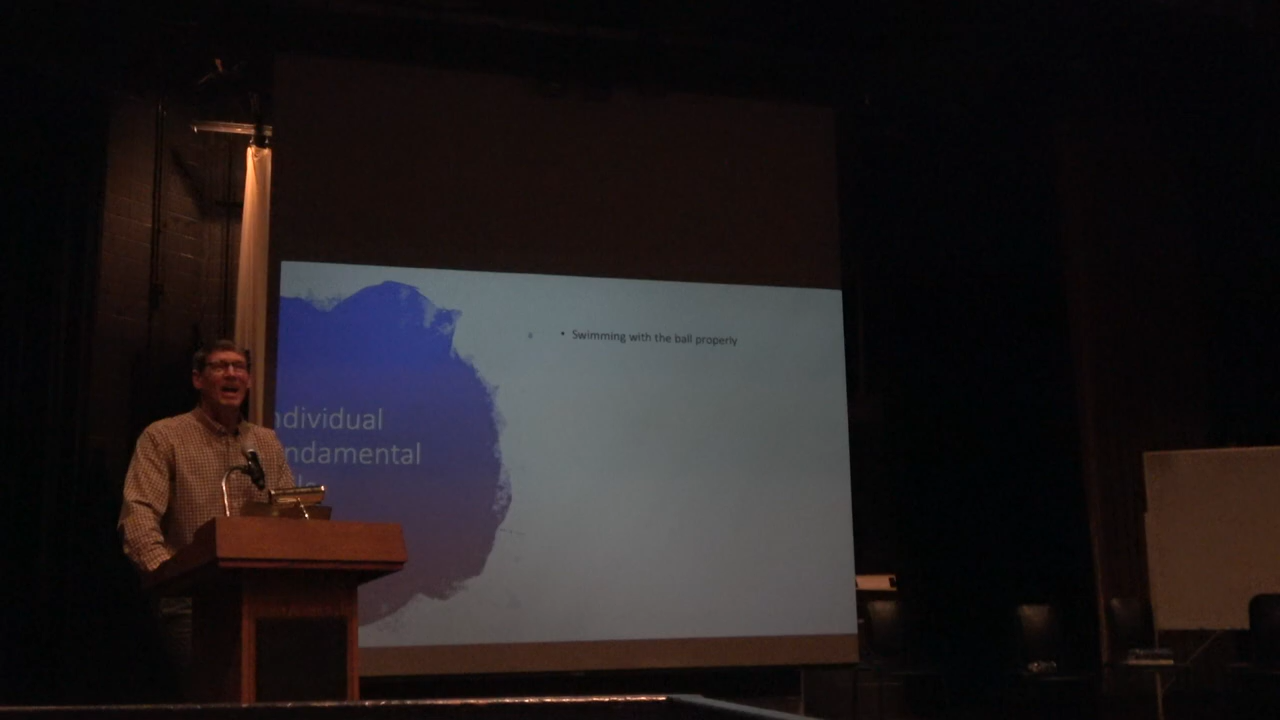 ndividual
ndamental
• Swimming with the ball properly